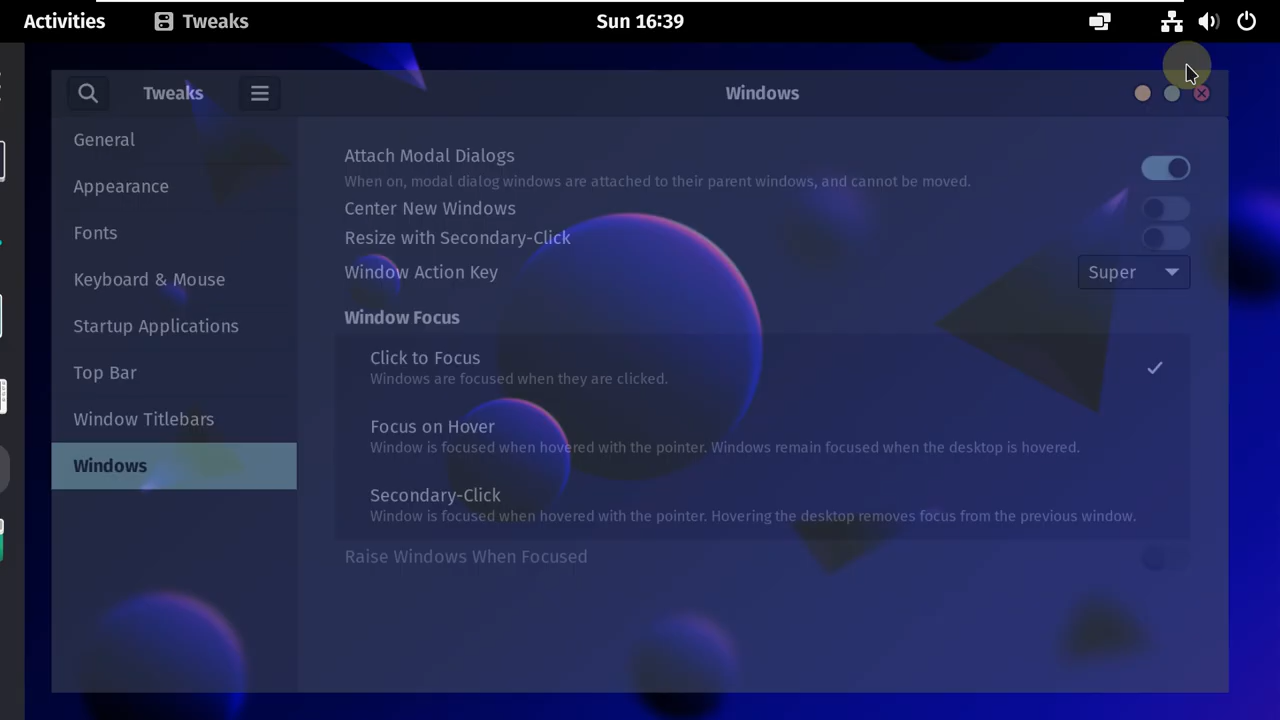 Activities Tweaks Sun 16:39
Tweaks Windows
General
Appearance
Fonts
Keyboard & Mouse
Startup Applications
Top Bar
Window Titlebars
Windows
Attach Modal Dialogs
When on, modal dialog windows are attached to their parent windows, and cannot be moved.
Center New Windows
Resize with Secondary-Click
Window Action Key Super
Window Focus
Click to Focus
Windows are focused when they are clicked.
Focus on Hover
Window is focused when hovered with the pointer. Windows remain focused when the desktop is hovered.
Secondary-Click
Window is focused when hovered with the pointer. Hovering the desktop removes focus from the previous window.
Raise Windows When Focused